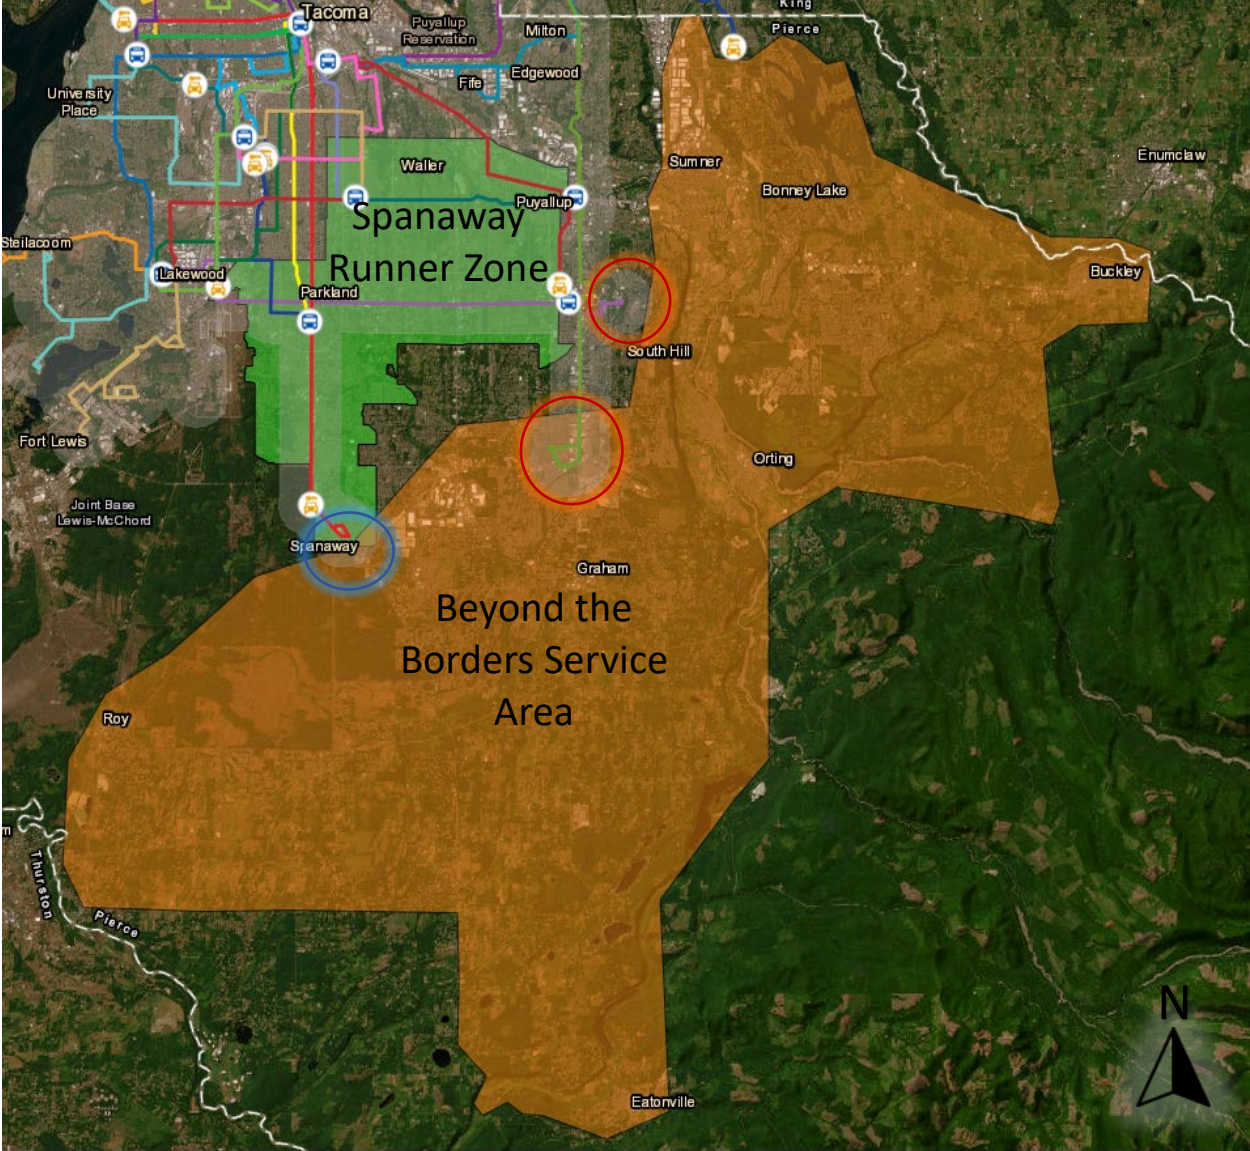 King
Tacoma
Puyallup
Reservation
Milton
Pierce
Fife
Edgewood
University
Place
Waller
Sumner
Enumclaw
Bonney Lake
Puyallup
Spanaway
Runner Zone
Steilacoom
Lakewood
Parkland
Buckley
South Hill
Fort Lewis
Orting
Joint Base
Lewis-McChord
Spanaway
Graham
Beyond the
Borders Service
Area
Roy
m
Thurston
Pierce
N
Eatonville